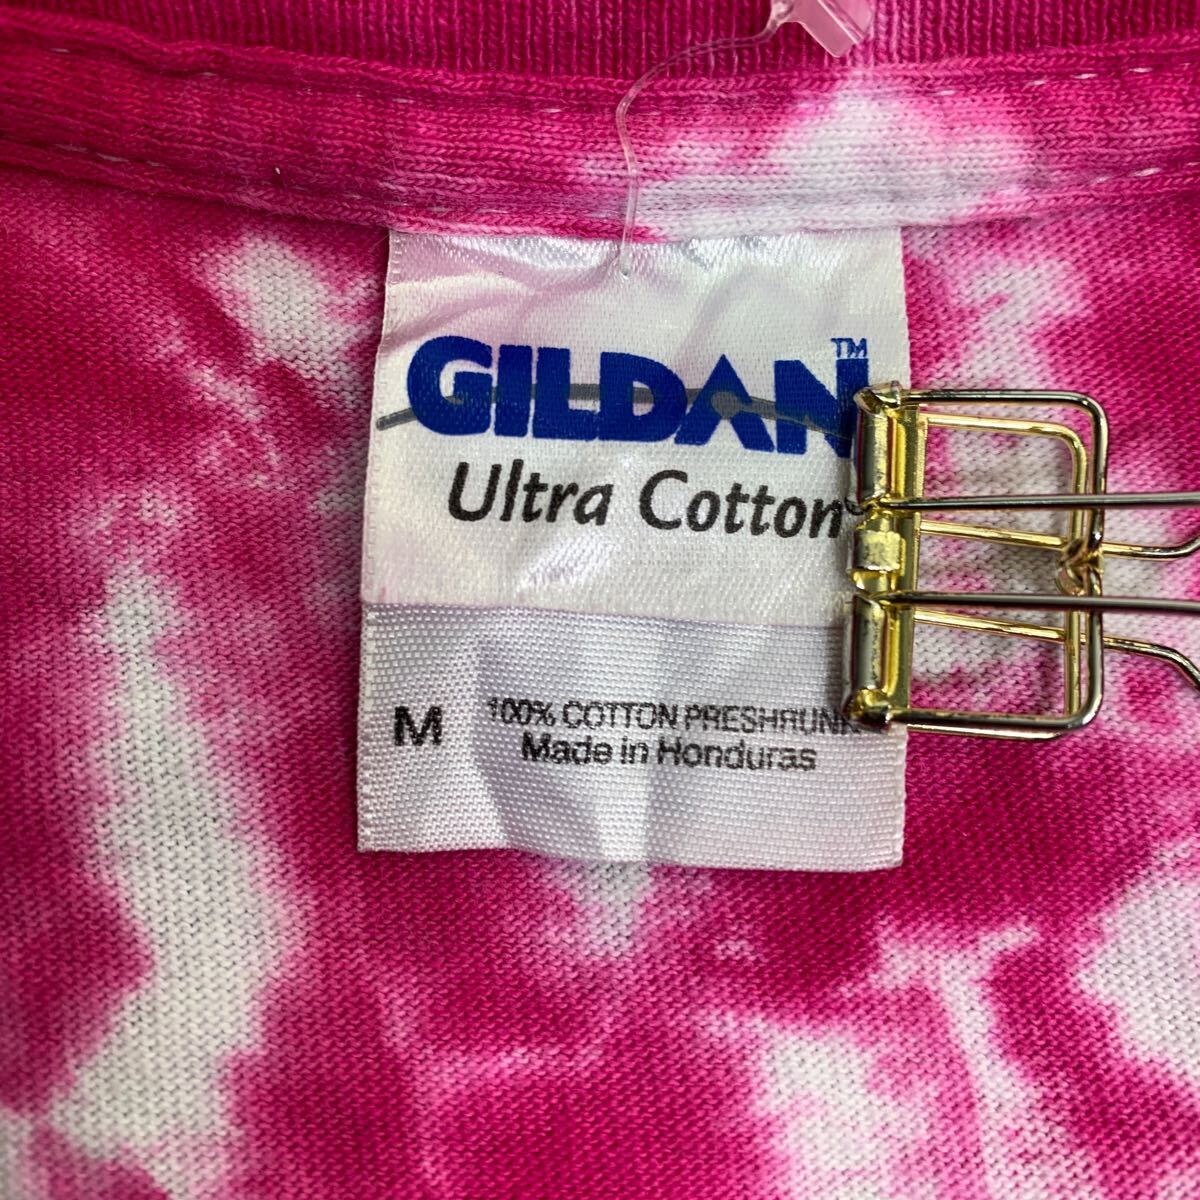 GILDAN™
Ultra Cotton®
M 100% COTTON PRESHRUNK
Made in Honduras